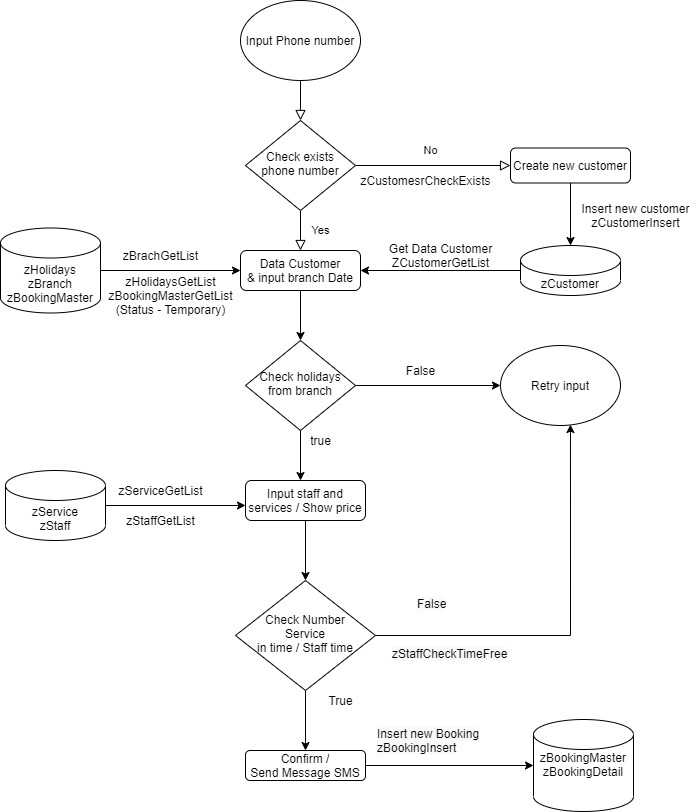 Input Phone number
Check exists
phone number
No
zCustomesrCheckExists
Create new customer
Insert new customer
zCustomerInsert
Yes
zHolidays
zBranch
zBookingMaster
zBrachGetList
zHolidaysGetList
zBookingMasterGetList
(Status - Temporary)
Data Customer
& input branch Date
Get Data Customer
ZCustomerGetList
zCustomer
Check holidays
from branch
False
Retry input
true
zService
zStaff
zServiceGetList
zStaffGetList
Input staff and
services / Show price
Check Number
Service
in time / Staff time
False
zStaffCheckTimeFree
True
Confirm /
Send Message SMS
Insert new Booking
zBookingInsert
zBookingMaster
zBookingDetail